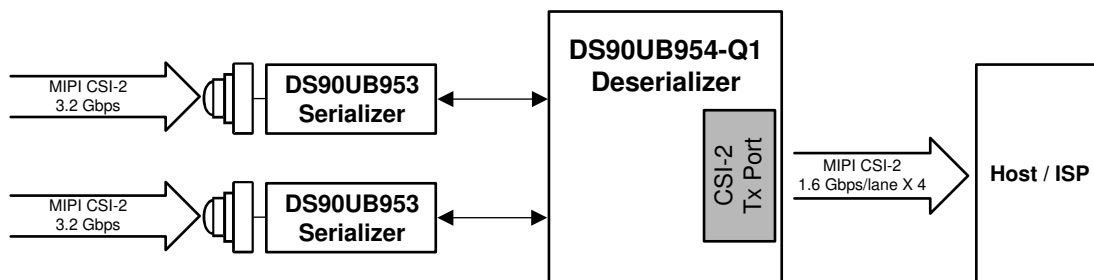 MIPI CSI-2
3.2 Gbps
DS90UB953
Serializer
MIPI CSI-2
3.2 Gbps
DS90UB953
Serializer
DS90UB954-Q1
Deserializer
CSI-2
Tx Port
MIPI CSI-2
1.6 Gbps/lane X 4
Host / ISP